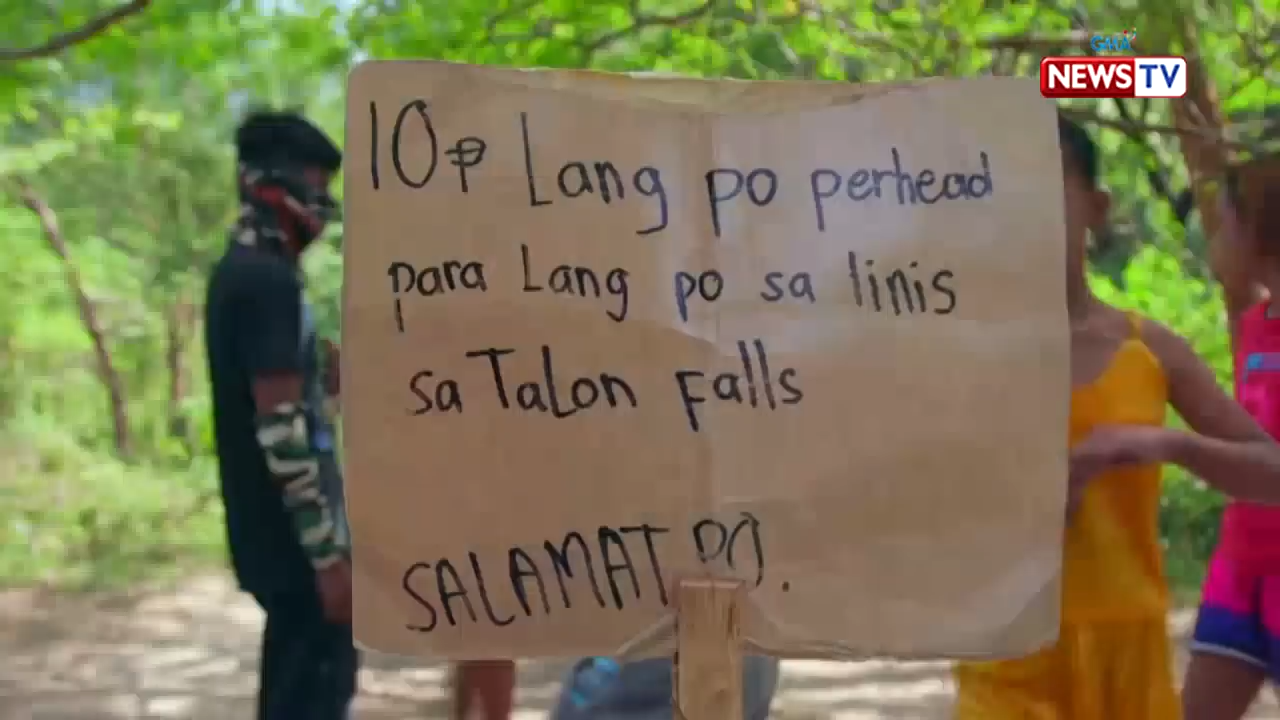 GMA
NEWS TV
10₱ Lang po perhead
para Lang po sa linis
sa Talon Falls
SALAMAT PO.